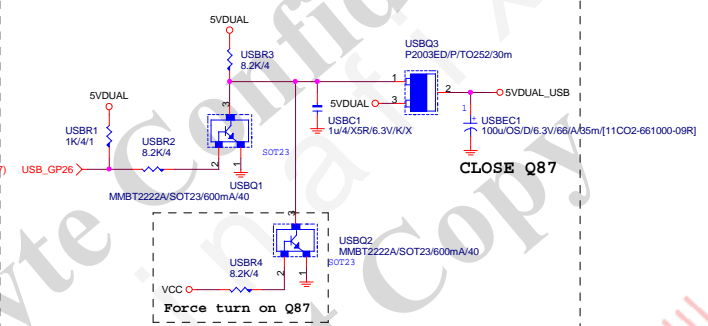 5VDUAL
USBR3
8.2K/4
USBQ3
P2003ED/P/TO252/30m
5VDUAL
USBR1
1K/4/1
USBR2
8.2K/4
3
2
1
SOT23
USBQ1
MMBT2222A/SOT23/600mA/40
7)
USB_GP26
5VDUAL
USBC1
1u/4/X5R/6.3V/K/X
1
3
2
5VDUAL_USB
1
+
USBEC1
100u/OS/D/6.3V/66/A/35m/[11CO2-661000-09R]
CLOSE Q87
3
2
1
USBQ2
MMBT2222A/SOT23/600mA/40
SOT23
USBR4
8.2K/4
VCC
Force turn on Q87
Copy